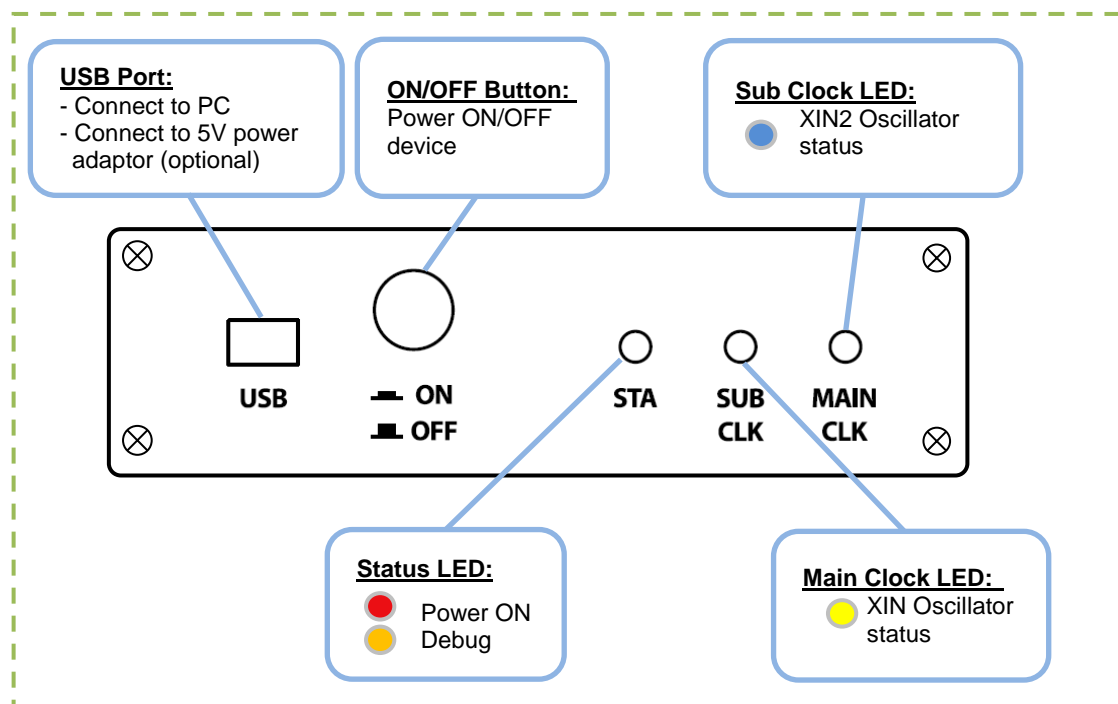 USB Port:
- Connect to PC
- Connect to 5V power
adaptor (optional)
ON/OFF Button:
Power ON/OFF
device
Sub Clock LED:
XIN2 Oscillator
status
USB
ON
OFF
STA
SUB
CLK
MAIN
CLK
Status LED:
Power ON
Debug
Main Clock LED:
XIN Oscillator
status